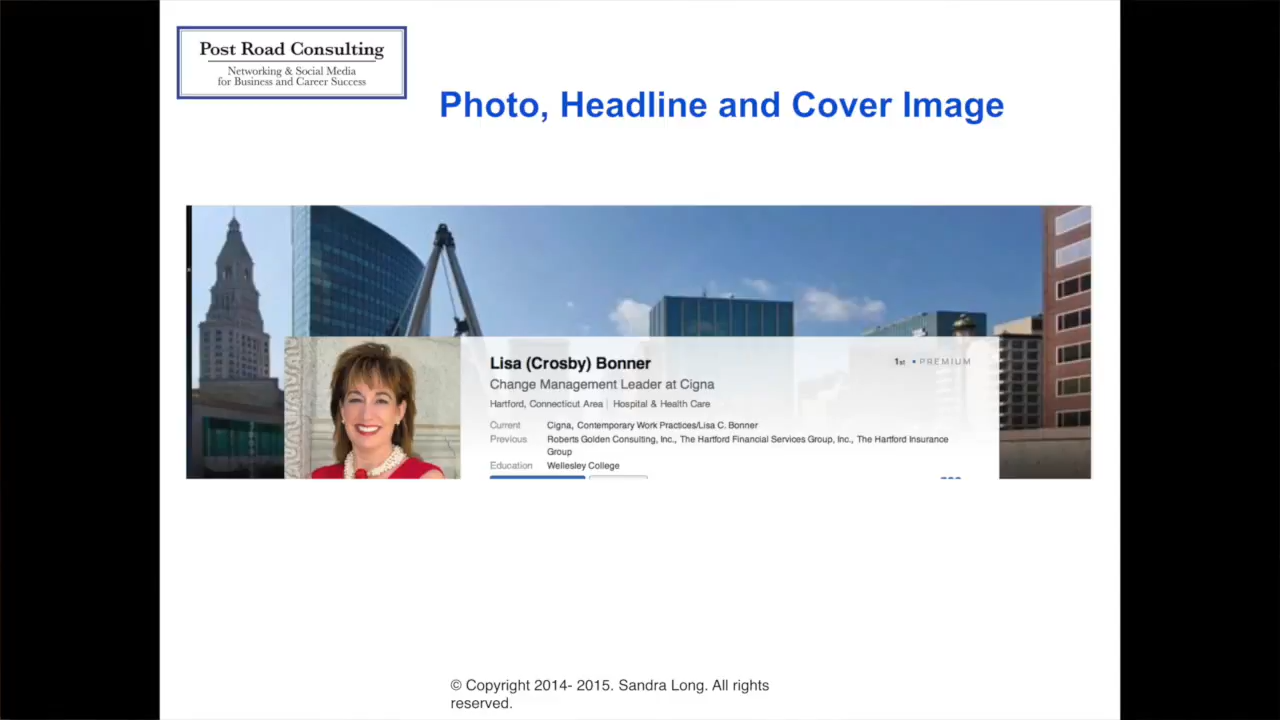 Post Road Consulting
Networking & Social Media
for Business and Career Success
Photo, Headline and Cover Image
Lisa (Crosby) Bonner
1st • PREMIUM
Change Management Leader at Cigna
Hartford, Connecticut Area | Hospital & Health Care
Current Cigna, Contemporary Work Practices/Lisa C. Bonner
Previous Roberts Golden Consulting, Inc., The Hartford Financial Services Group, Inc., The Hartford Insurance
Group
Education Wellesley College
© Copyright 2014- 2015. Sandra Long. All rights
reserved.